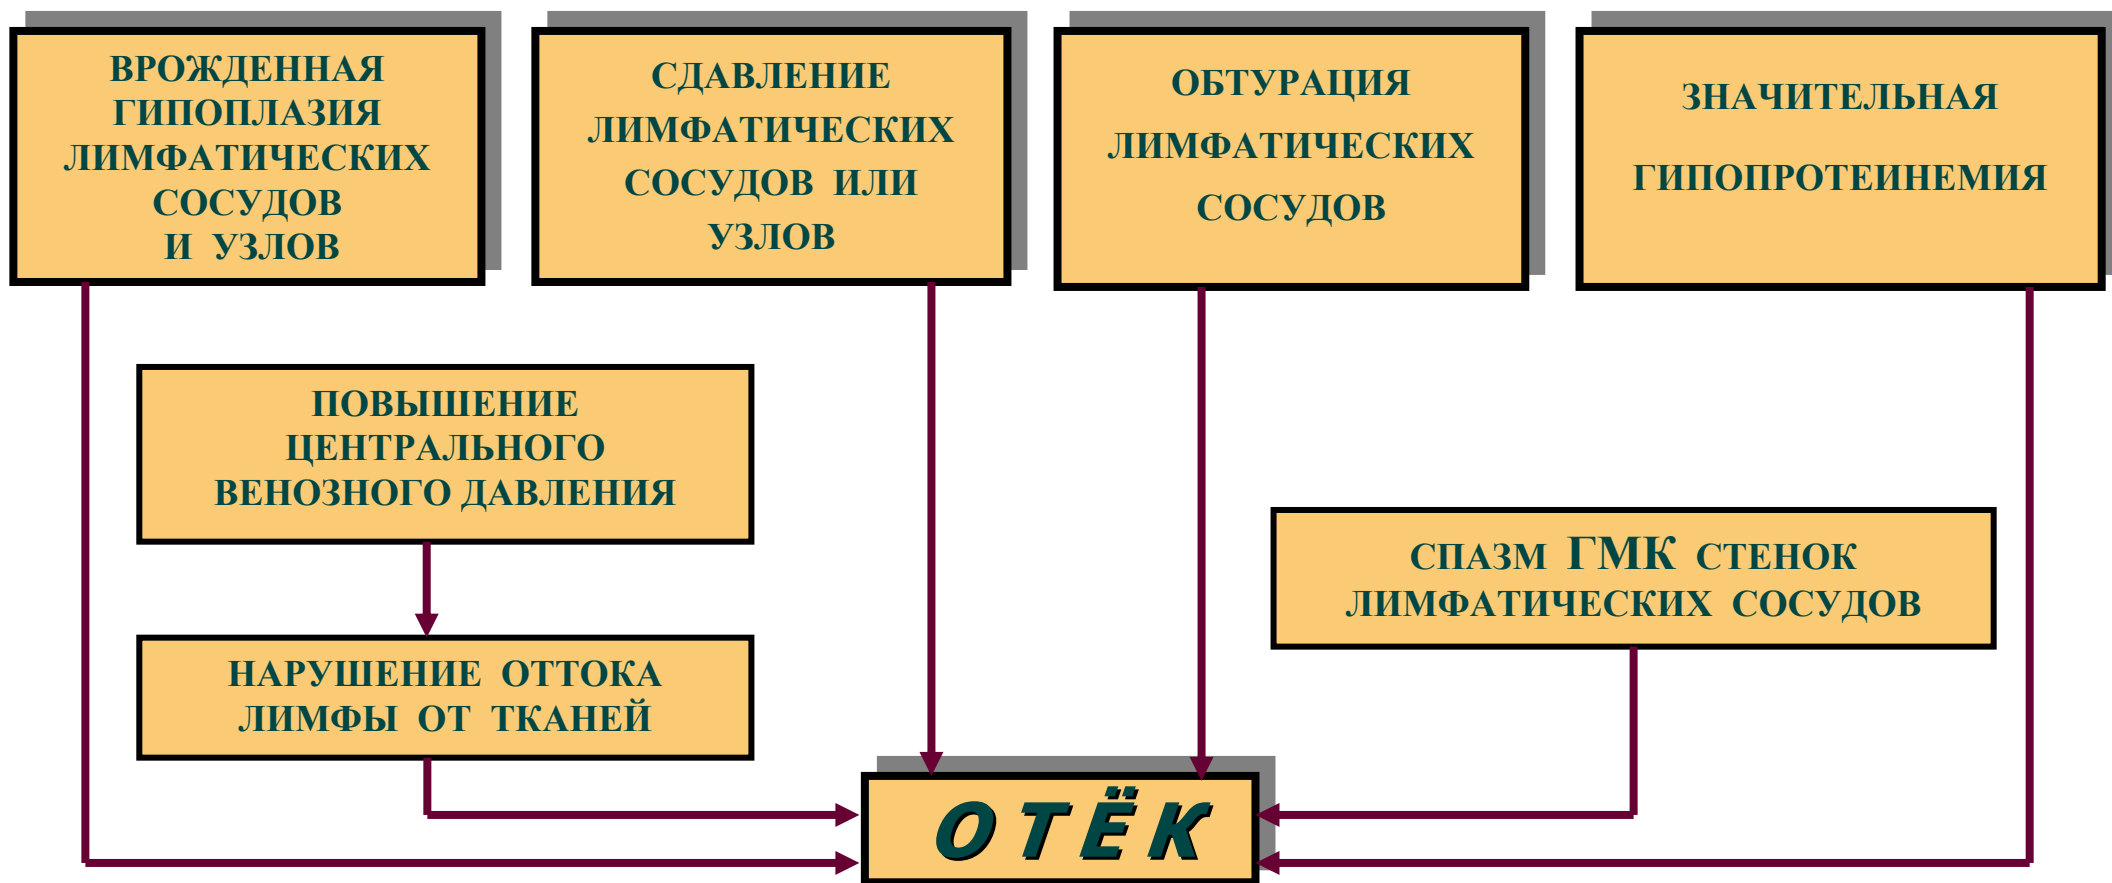 ВРОЖДЕННАЯ
ГИПОПЛАЗИЯ
ЛИМФАТИЧЕСКИХ
СОСУДОВ
И УЗЛОВ
СДАВЛЕНИЕ
ЛИМФАТИЧЕСКИХ
СОСУДОВ ИЛИ
УЗЛОВ
ОБТУРАЦИЯ
ЛИМФАТИЧЕСКИХ
СОСУДОВ
ЗНАЧИТЕЛЬНАЯ
ГИПОПРОТЕИНЕМИЯ
ПОВЫШЕНИЕ
ЦЕНТРАЛЬНОГО
ВЕНОЗНОГО ДАВЛЕНИЯ
СПАЗМ ГМК СТЕНОК
ЛИМФАТИЧЕСКИХ СОСУДОВ
НАРУШЕНИЕ ОТТОКА
ЛИМФЫ ОТ ТКАНЕЙ
ОТЁК